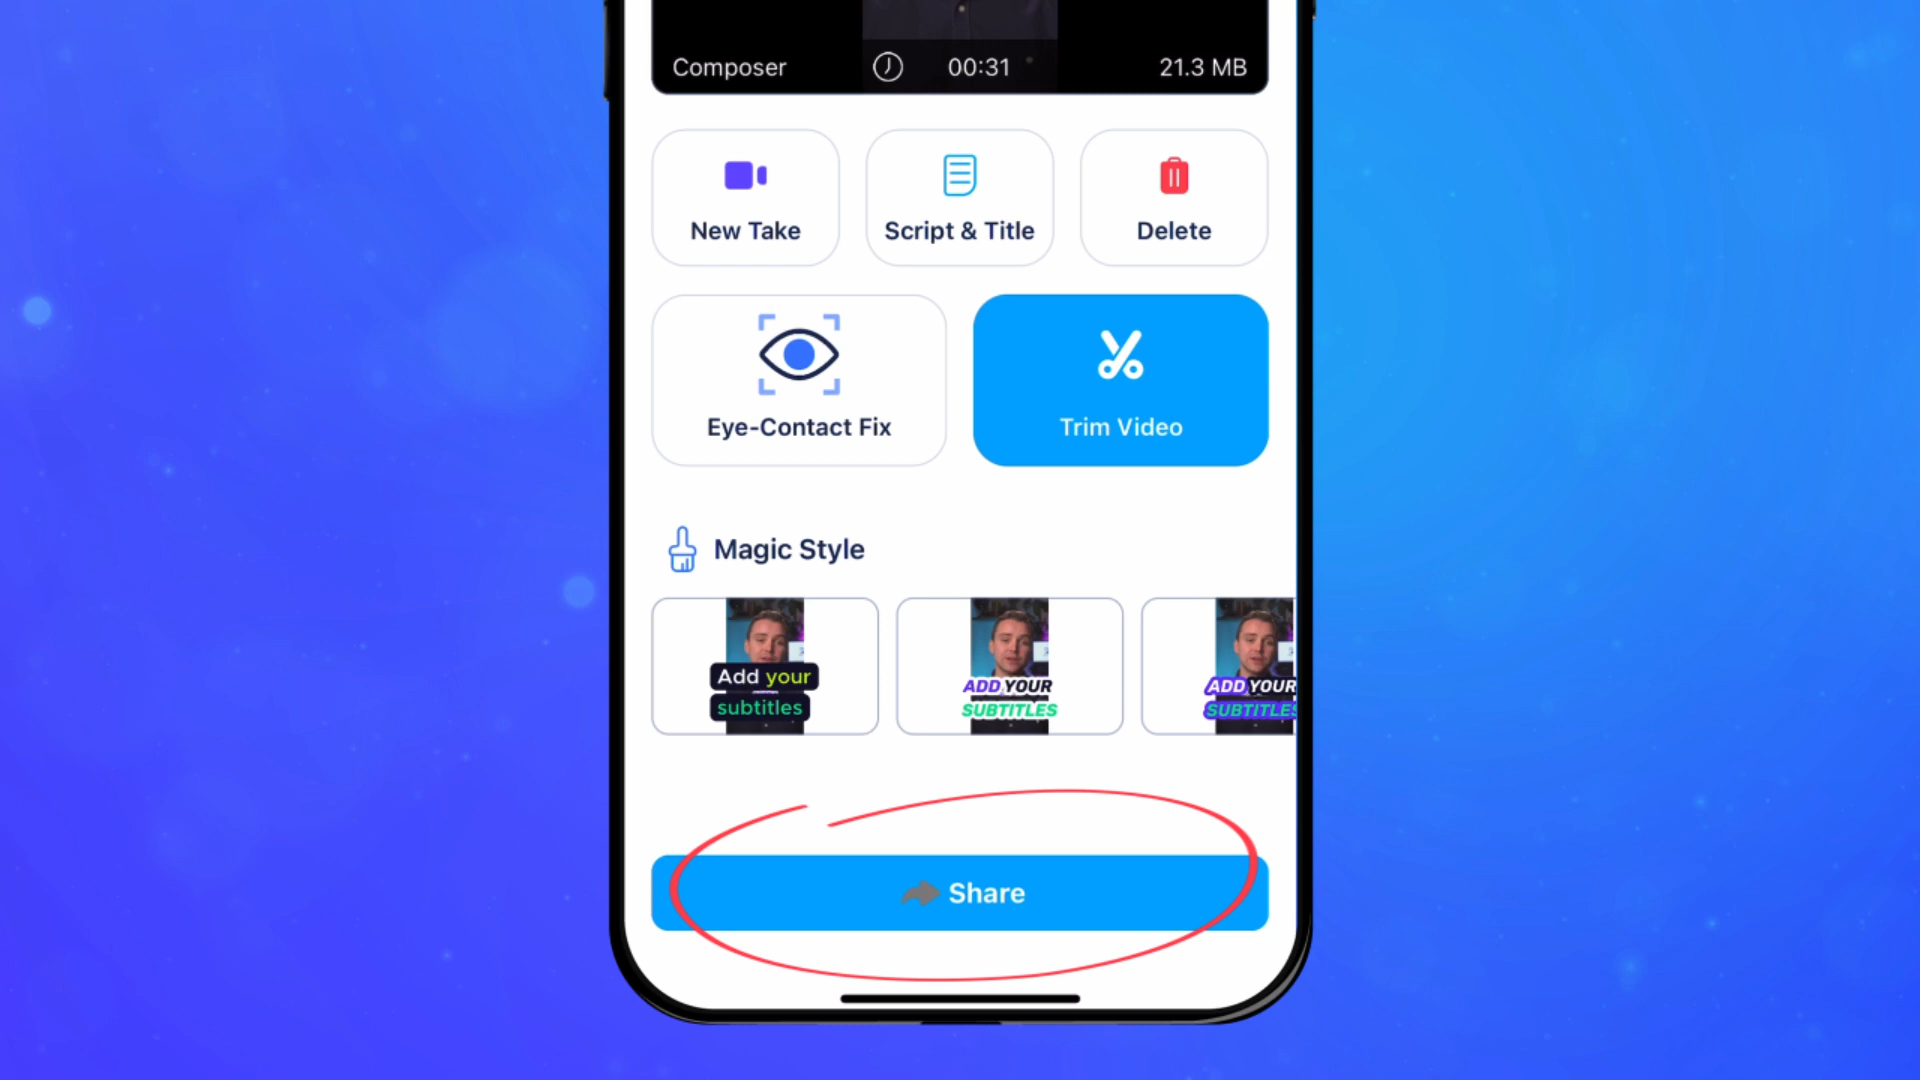 Composer 00:31 21.3 MB
New Take Script & Title Delete
Eye-Contact Fix Trim Video
Magic Style
Add your
subtitles
ADD YOUR
SUBTITLES
ADD YOUR
SUBTITLES
Share